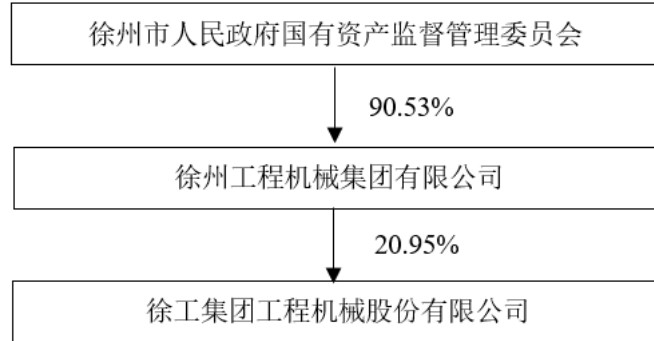 徐州市人民政府国有资产监督管理委员会
90.53%
徐州工程机械集团有限公司
20.95%
徐工集团工程机械股份有限公司